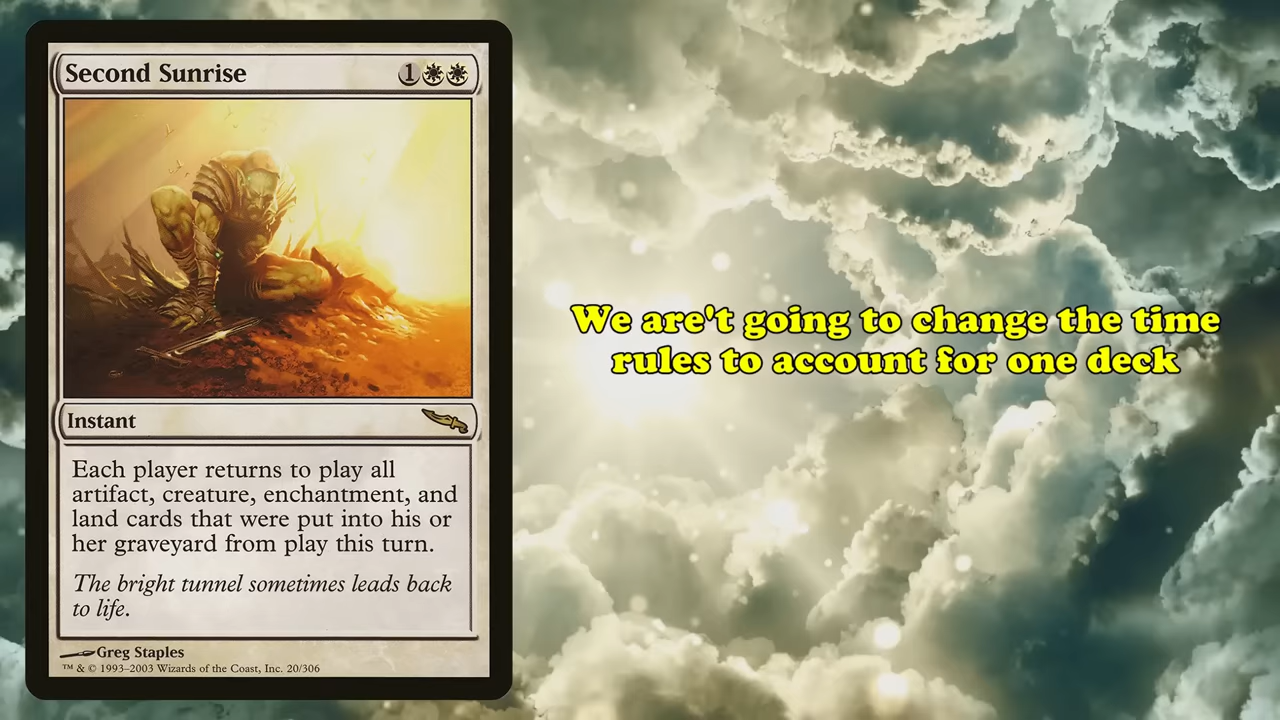 Second Sunrise 1
We are't going to change the time
rules to account for one deck
Instant
Each player returns to play all
artifact, creature, enchantment, and
land cards that were put into his or
her graveyard from play this turn.
The bright tunnel sometimes leads back
to life.
Greg Staples
™ & © 1993–2003 Wizards of the Coast, Inc. 20/306